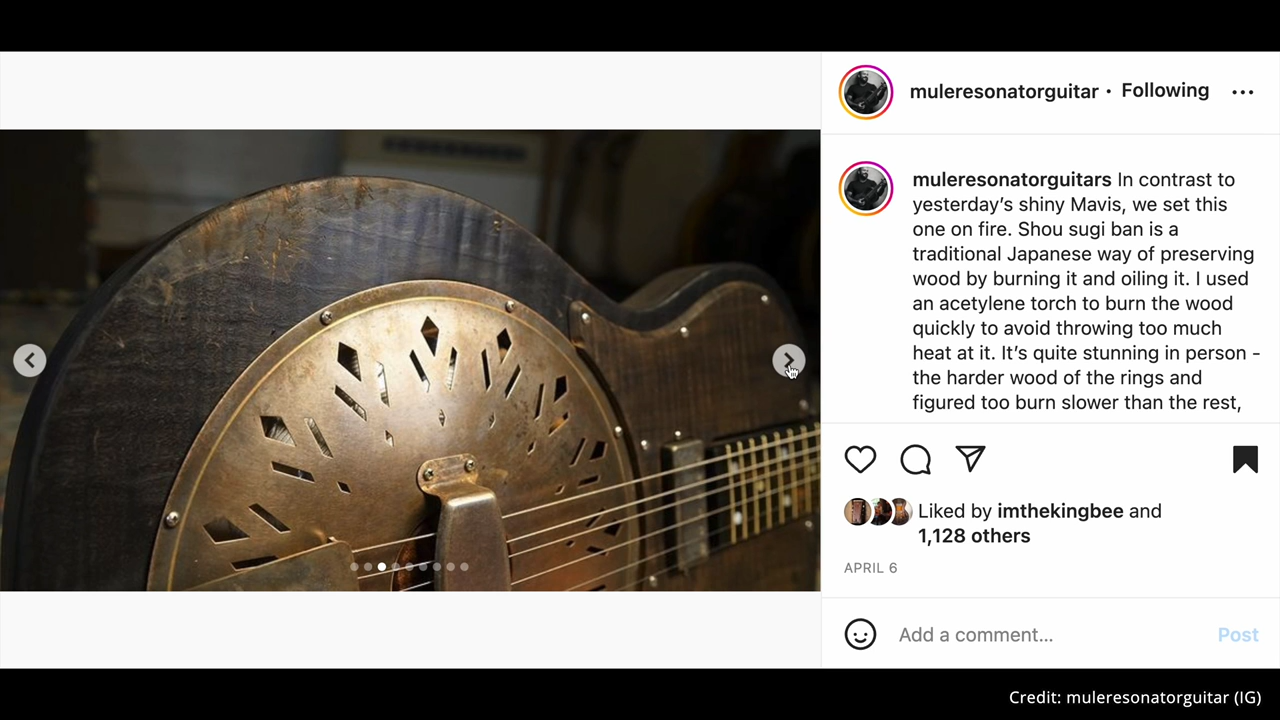 muleresonatorguitar • Following
muleresonatorguitars In contrast to
yesterday’s shiny Mavis, we set this
one on fire. Shou sugi ban is a
traditional Japanese way of preserving
wood by burning it and oiling it. I used
an acetylene torch to burn the wood
quickly to avoid throwing too much
heat at it. It’s quite stunning in person -
the harder wood of the rings and
figured too burn slower than the rest,
Liked by imthekingbee and
1,128 others
APRIL 6
Add a comment...
Post
Credit: muleresonatorguitar (IG)